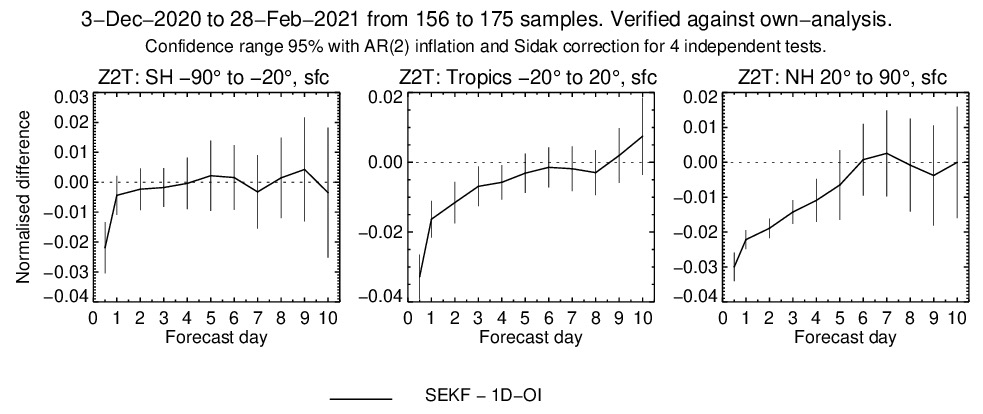 3−Dec−2020 to 28−Feb−2021 from 156 to 175 samples. Verified against own−analysis.
Confidence range 95% with AR(2) inflation and Sidak correction for 4 independent tests.
Z2T: SH −90° to −20°, sfc
Z2T: Tropics −20° to 20°, sfc
Z2T: NH 20° to 90°, sfc
Normalised difference
0.03
0.02
0.01
0.00
−0.01
−0.02
−0.03
−0.04
0 1 2 3 4 5 6 7 8 9 10
Forecast day
0.02
0.00
−0.02
−0.04
0 1 2 3 4 5 6 7 8 9 10
Forecast day
0.02
0.01
0.00
−0.01
−0.02
−0.03
−0.04
0 1 2 3 4 5 6 7 8 9 10
Forecast day
SEKF − 1D−OI